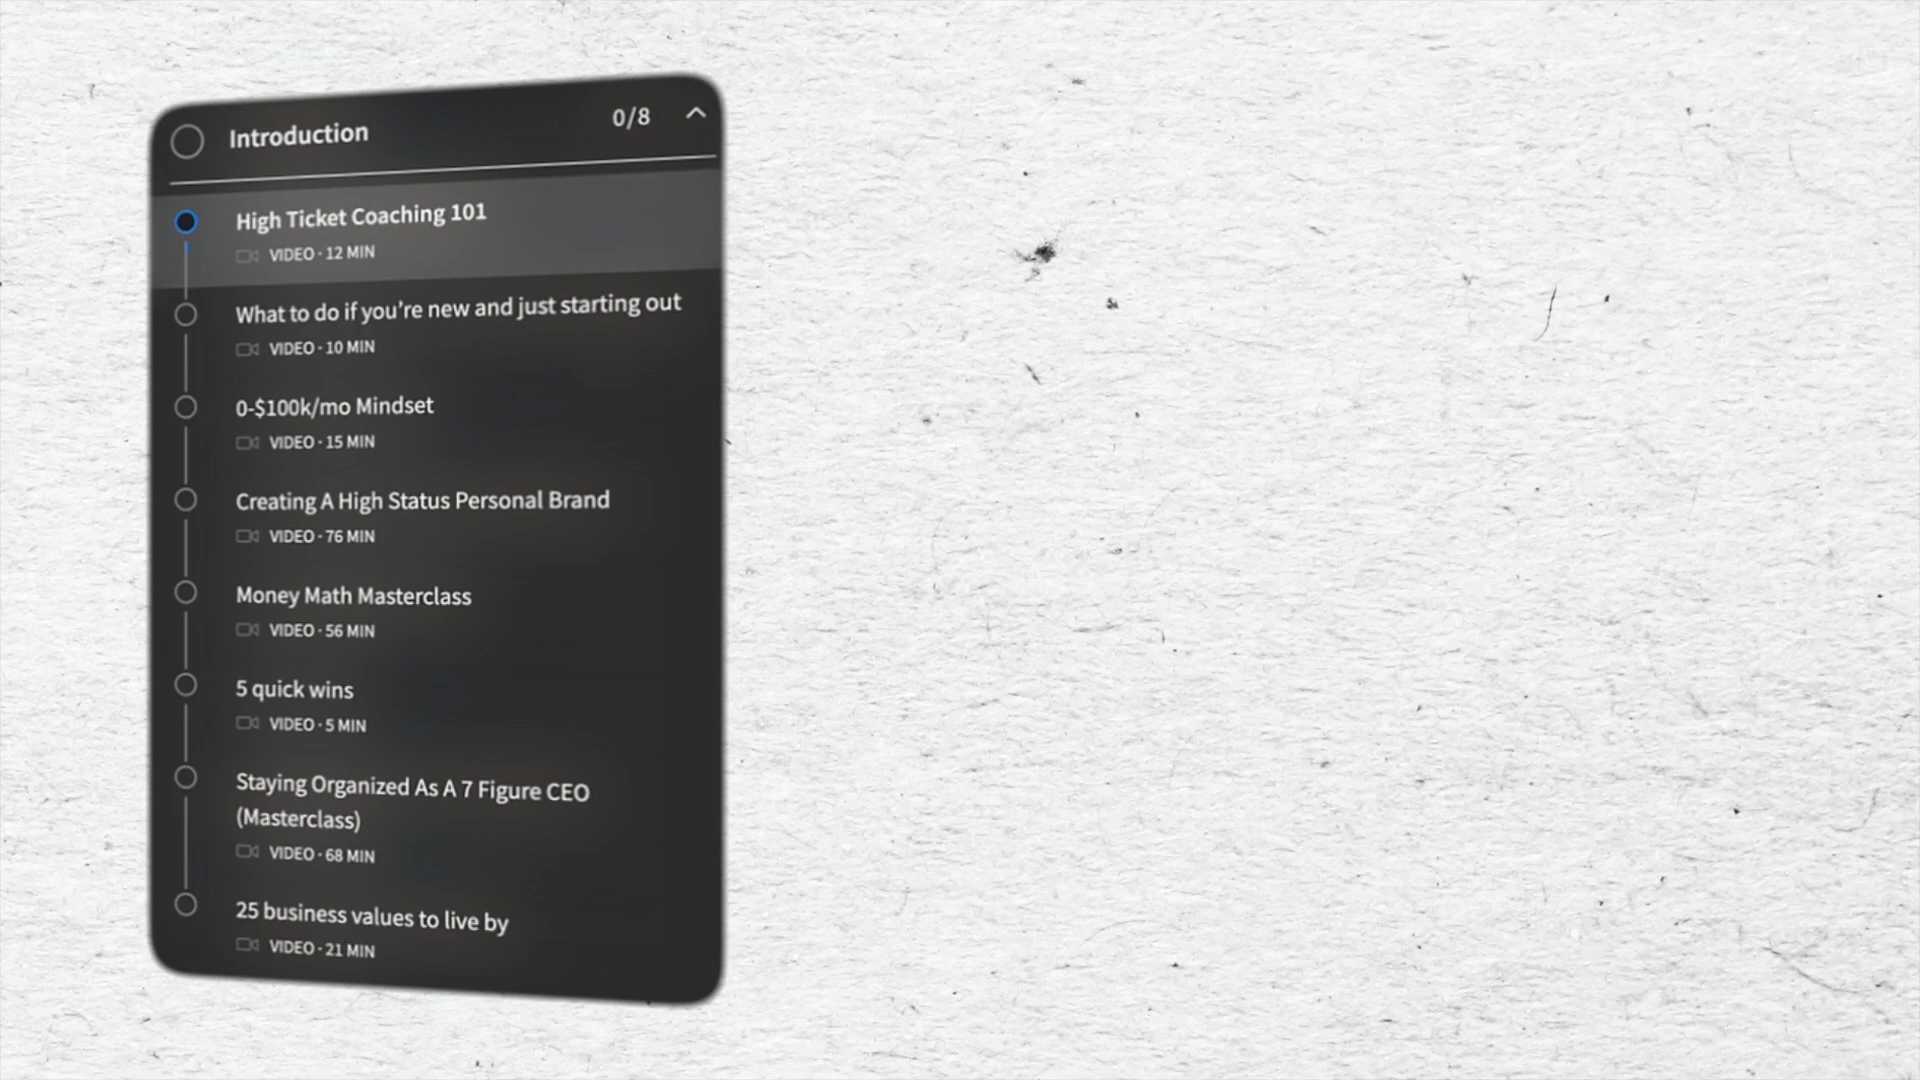 Introduction 0/8
High Ticket Coaching 101
VIDEO · 12 MIN
What to do if you're new and just starting out
VIDEO · 10 MIN
0-$100k/mo Mindset
VIDEO · 15 MIN
Creating A High Status Personal Brand
VIDEO · 76 MIN
Money Math Masterclass
VIDEO · 56 MIN
5 quick wins
VIDEO · 5 MIN
Staying Organized As A 7 Figure CEO
(Masterclass)
VIDEO · 68 MIN
25 business values to live by
VIDEO · 21 MIN